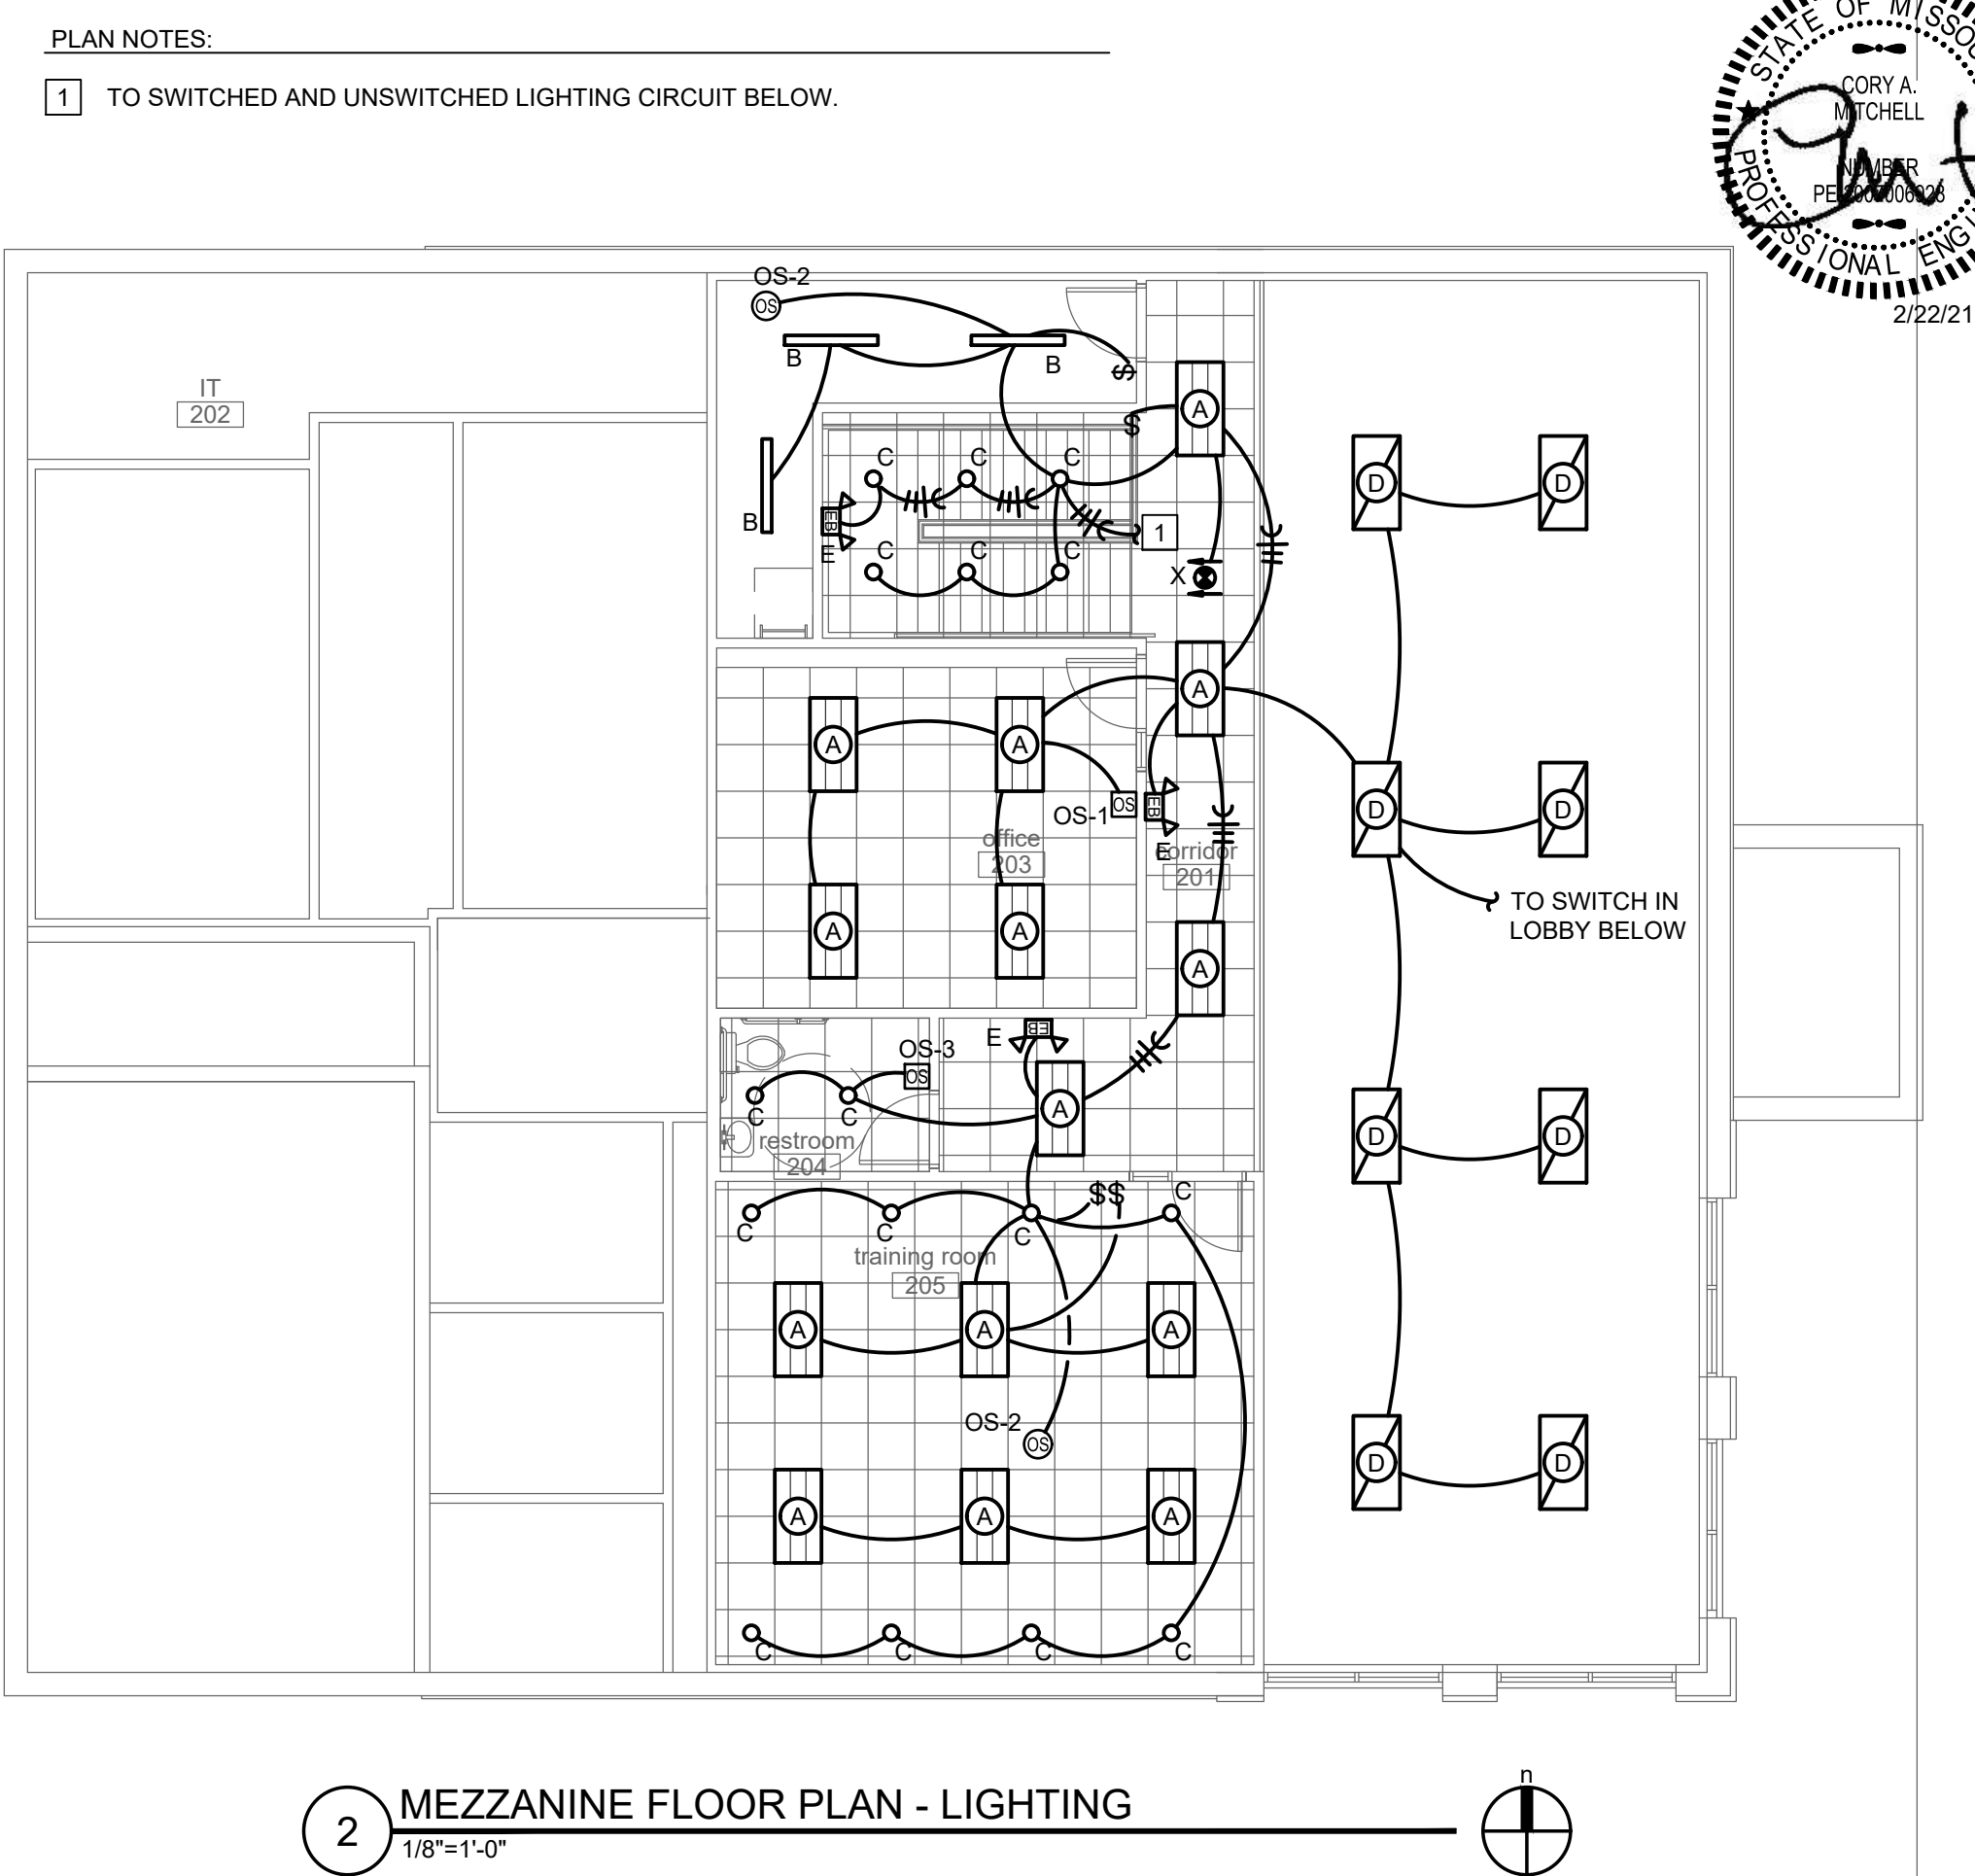 PLAN NOTES:
1 TO SWITCHED AND UNSWITCHED LIGHTING CIRCUIT BELOW.
STATE OF
CORY A.
MITCHELL
NUMBER
PROFESSIONAL
2/22/21
OS-2
OS
B
B
B
IT
202
$
$
A
C
C
C
EB
E
1
C
C
C
X
D
D
A
A
A
OS-1
OS
EB
E
office
203
corridor
201
D
D
TO SWITCH IN
LOBBY BELOW
A
A
A
E
EB
OS-3
OS
A
C
C
restroom
204
D
D
$$
C
C
C
C
training room
205
A
A
A
OS-2
OS
D
D
A
A
A
C
C
C
C
n
2
MEZZANINE FLOOR PLAN - LIGHTING
1/8"=1'-0"